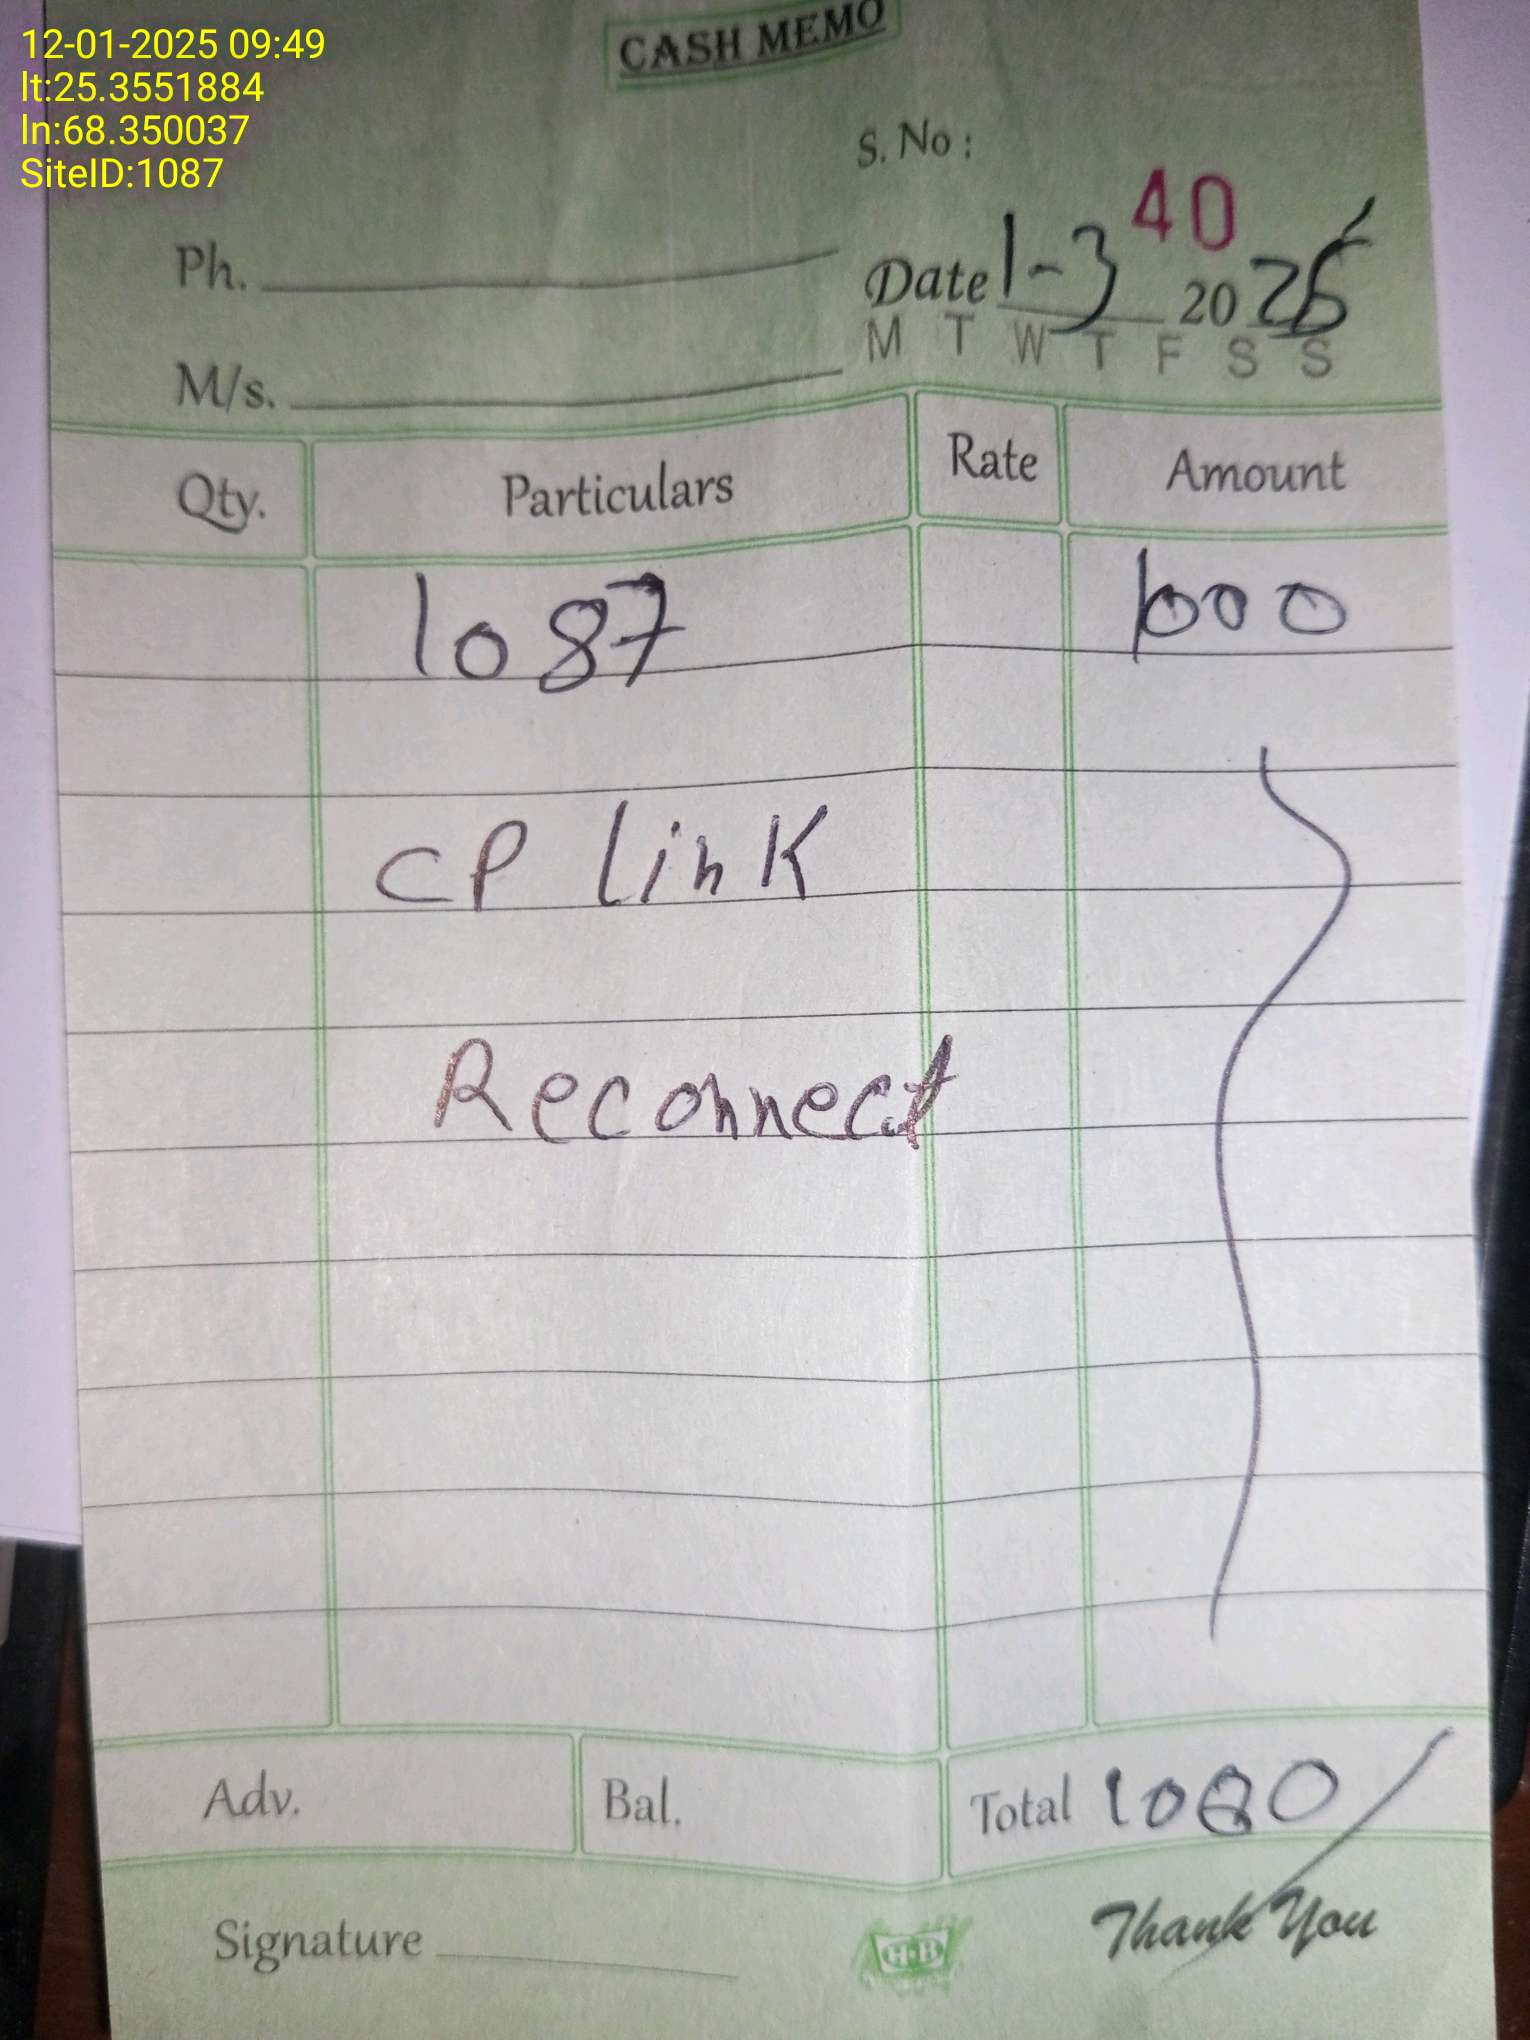 12-01-2025 09:49
lt:25.3551884
ln:68.350037
SiteID:1087
CASH MEMO
S. No :
40
Ph.
Date 1-3 2025
M T W T F S S
M/s.
Qty. Particulars Rate Amount
1087 1000
CP link
Reconnect
Adv. Bal. Total 1000/
Signature
H·B
Thank You